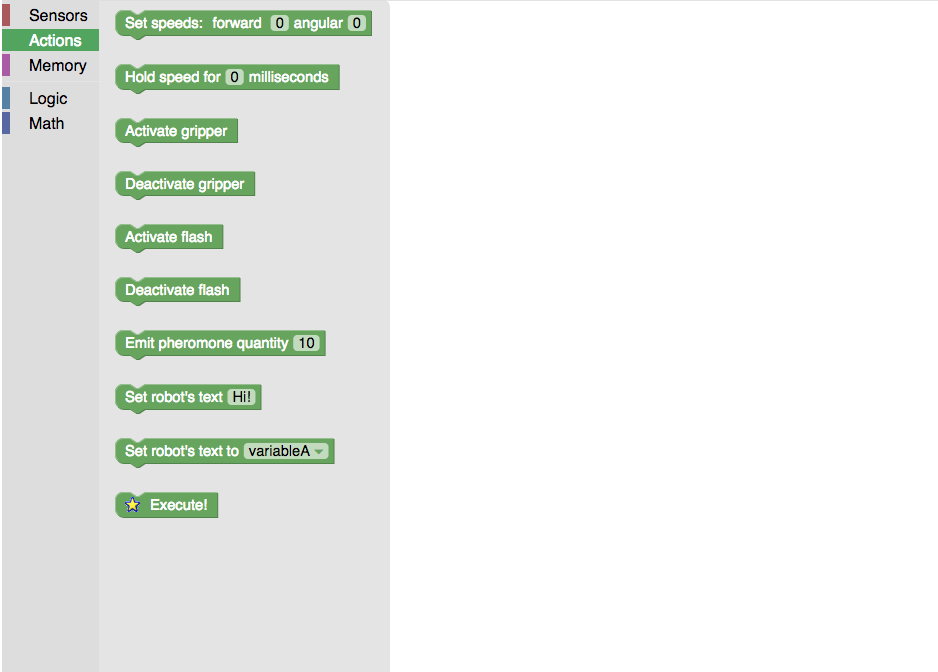 Sensors
Actions
Memory
Logic
Math
Set speeds: forward 0 angular 0
Hold speed for 0 milliseconds
Activate gripper
Deactivate gripper
Activate flash
Deactivate flash
Emit pheromone quantity 10
Set robot's text Hi!
Set robot's text to variableA
Execute!